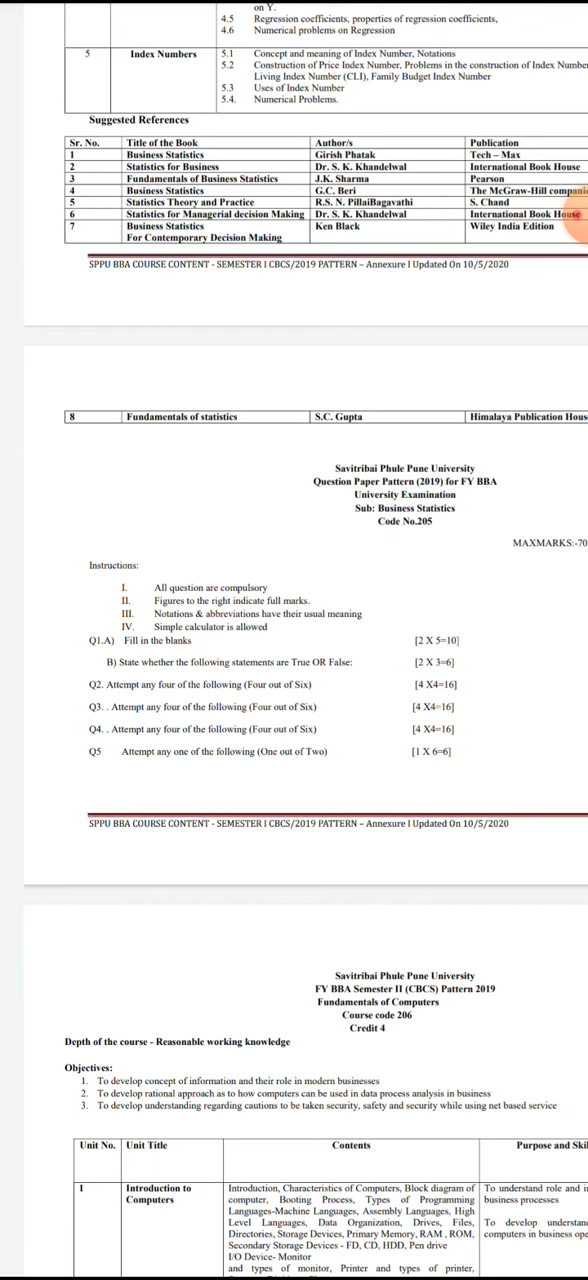 on Y.
4.5 Regression coefficients, properties of regression coefficients,
4.6 Numerical problems on Regression
5 Index Numbers 5.1 Concept and meaning of Index Number, Notations
5.2 Construction of Price Index Number, Problems in the construction of Index Number
Living Index Number (CLI), Family Budget Index Number
5.3 Uses of Index Number
5.4. Numerical Problems.
Suggested References
Sr. No. Title of the Book Author/s Publication
1 Business Statistics Girish Phatak Tech – Max
2 Statistics for Business Dr. S. K. Khandelwal International Book House
3 Fundamentals of Business Statistics J.K. Sharma Pearson
4 Business Statistics G.C. Beri The McGraw-Hill
5 Statistics Theory and Practice R.S. N. PillaiBagavathi S. Chand
6 Statistics for Managerial decision Making Dr. S. K. Khandelwal International Book House
7 Business Statistics Ken Black Wiley India Edition
For Contemporary Decision Making
SPPU BBA COURSE CONTENT - SEMESTER I CBCS/2019 PATTERN – Annexure I Updated On 10/5/2020
8 Fundamentals of statistics S.C. Gupta Himalaya Publication
Savitribai Phule Pune University
Question Paper Pattern (2019) for FY BBA
University Examination
Sub: Business Statistics
Code No.205
MAXMARKS:-70
Instructions:
I. All question are compulsory
II. Figures to the right indicate full marks.
III. Notations & abbreviations have their usual meaning
IV. Simple calculator is allowed
Q1.A) Fill in the blanks [2 X 5=10]
B) State whether the following statements are True OR False: [2 X 3=6]
Q2. Attempt any four of the following (Four out of Six) [4 X4=16]
Q3. . Attempt any four of the following (Four out of Six) [4 X4=16]
Q4. . Attempt any four of the following (Four out of Six) [4 X4=16]
Q5 Attempt any one of the following (One out of Two) [1 X 6=6]
SPPU BBA COURSE CONTENT - SEMESTER I CBCS/2019 PATTERN – Annexure I Updated On 10/5/2020
Savitribai Phule Pune University
FY BBA Semester II (CBCS) Pattern 2019
Fundamentals of Computers
Course code 206
Credit 4
Depth of the course - Reasonable working knowledge
Objectives:
1. To develop concept of information and their role in modern businesses
2. To develop rational approach as to how computers can be used in data process analysis in business
3. To develop understanding regarding cautions to be taken security, safety and security while using net based service
Unit No. Unit Title Contents Purpose and
1 Introduction to Introduction, Characteristics of Computers, Block diagram of To understand role and
Computers computer, Booting Process, Types of Programming business processes
Languages-Machine Languages, Assembly Languages, High
Level Languages, Data Organization, Drives, Files, To develop
Directories, Storage Devices, Primary Memory, RAM , ROM, computers in business
Secondary Storage Devices - FD, CD, HDD, Pen drive
I/O Device- Monitor
and types of monitor, Printer and types of printer,